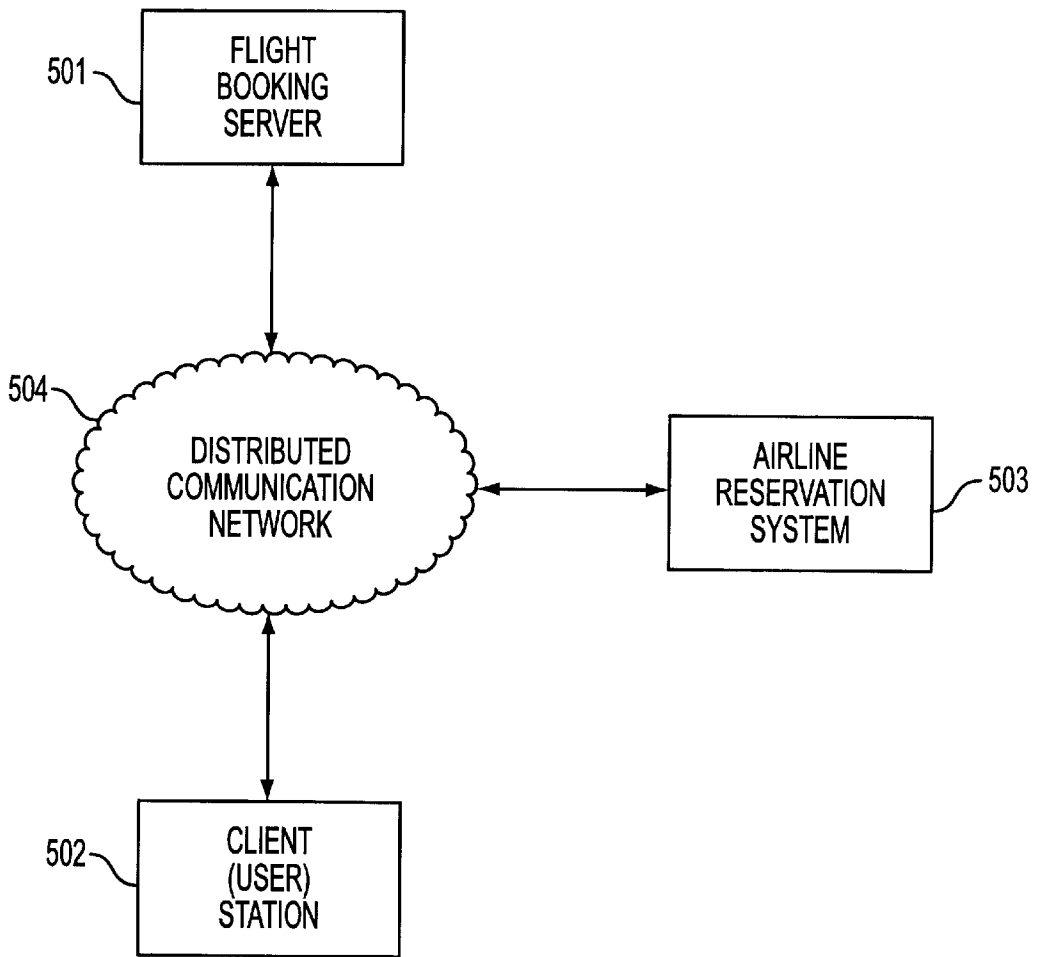 501
FLIGHT
BOOKING
SERVER
504
DISTRIBUTED
COMMUNICATION
NETWORK
AIRLINE
RESERVATION
SYSTEM
503
502
CLIENT
(USER)
STATION